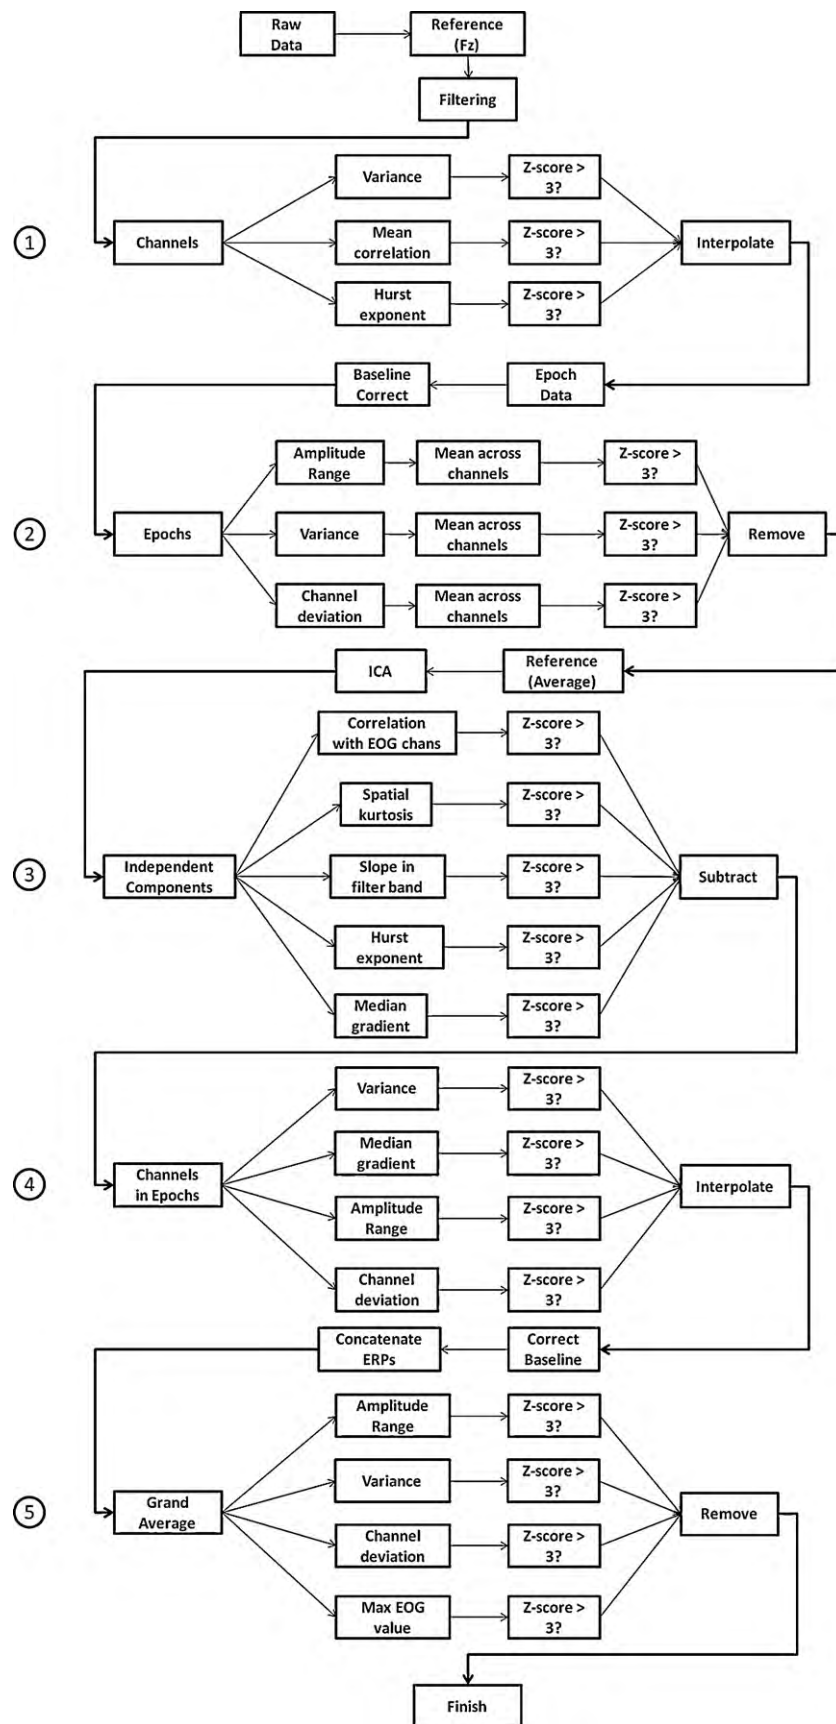 Raw
Data
Reference
(Fz)
Filtering
1
Channels
Variance
Z-score >
3?
Mean
correlation
Z-score >
3?
Hurst
exponent
Z-score >
3?
Interpolate
Baseline
Correct
Epoch
Data
2
Epochs
Amplitude
Range
Mean across
channels
Z-score >
3?
Variance
Mean across
channels
Z-score >
3?
Channel
deviation
Mean across
channels
Z-score >
3?
Remove
ICA
Reference
(Average)
3
Independent
Components
Correlation
with EOG chans
Z-score >
3?
Spatial
kurtosis
Z-score >
3?
Slope in
filter band
Z-score >
3?
Hurst
exponent
Z-score >
3?
Median
gradient
Z-score >
3?
Subtract
4
Channels
in Epochs
Variance
Z-score >
3?
Median
gradient
Z-score >
3?
Amplitude
Range
Z-score >
3?
Channel
deviation
Z-score >
3?
Interpolate
Concatenate
ERPs
Correct
Baseline
5
Grand
Average
Amplitude
Range
Z-score >
3?
Variance
Z-score >
3?
Channel
deviation
Z-score >
3?
Max EOG
value
Z-score >
3?
Remove
Finish